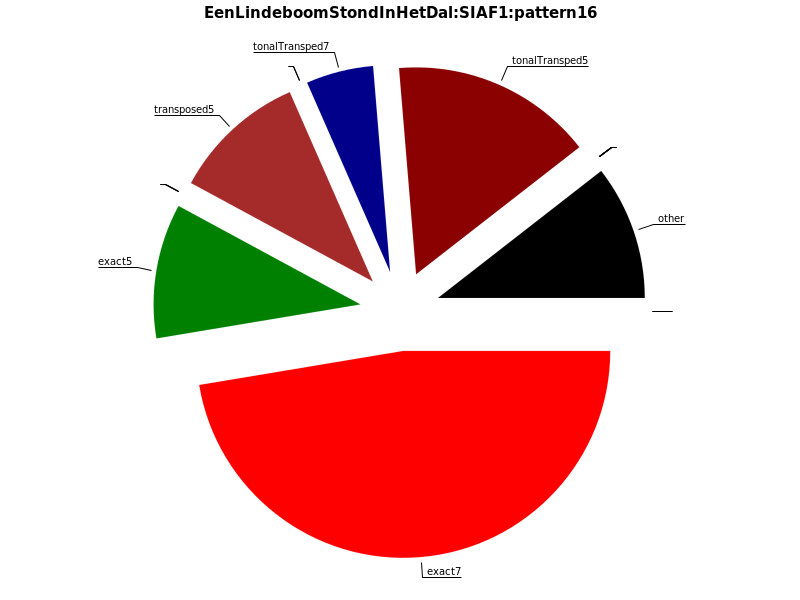 EenLindeboomStondInHetDal:SIAF1:pattern16
tonalTransped7
tonalTransped5
transposed5
other
exact5
exact7